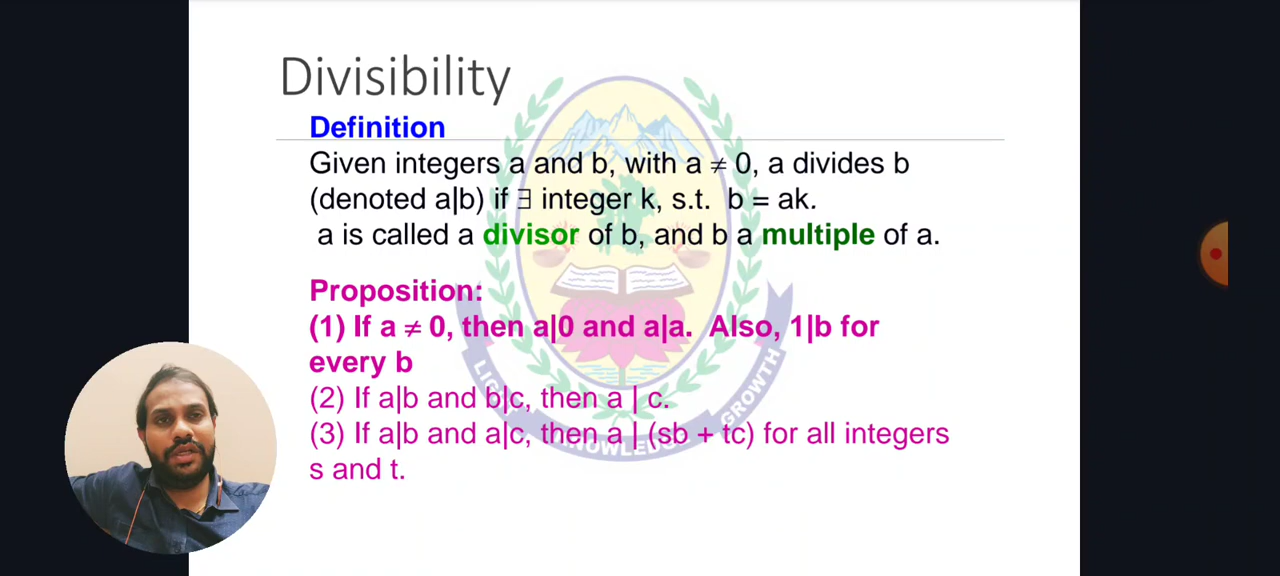 Divisibility
Definition
Given integers a and b, with a ≠ 0, a divides b
(denoted a|b) if ∃ integer k, s.t. b = ak.
a is called a divisor of b, and b a multiple of a.
Proposition:
(1) If a ≠ 0, then a|0 and a|a. Also, 1|b for
every b
(2) If a|b and b|c, then a | c.
(3) If a|b and a|c, then a | (sb + tc) for all integers
s and t.
GROWTH